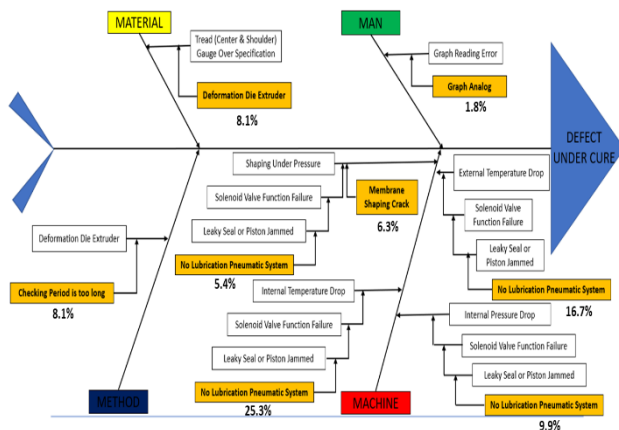 MATERIAL
MAN
Tread (Center & Shoulder)
Gauge Over Specification
Graph Reading Error
Deformation Die Extruder
8.1%
Graph Analog
1.8%
DEFECT
UNDER CURE
Shaping Under Pressure
External Temperature Drop
Solenoid Valve Function Failure
Membrane
Shaping Crack
6.3%
Solenoid Valve
Function Failure
Leaky Seal or Piston Jammed
Deformation Die Extruder
Leaky Seal or
Piston Jammed
No Lubrication Pneumatic System
5.4%
Checking Period is too long
8.1%
No Lubrication Pneumatic System
16.7%
Internal Temperature Drop
Internal Pressure Drop
Solenoid Valve Function Failure
Solenoid Valve Function Failure
Leaky Seal or Piston Jammed
Leaky Seal or Piston Jammed
No Lubrication Pneumatic System
25.3%
No Lubrication Pneumatic System
9.9%
METHOD
MACHINE